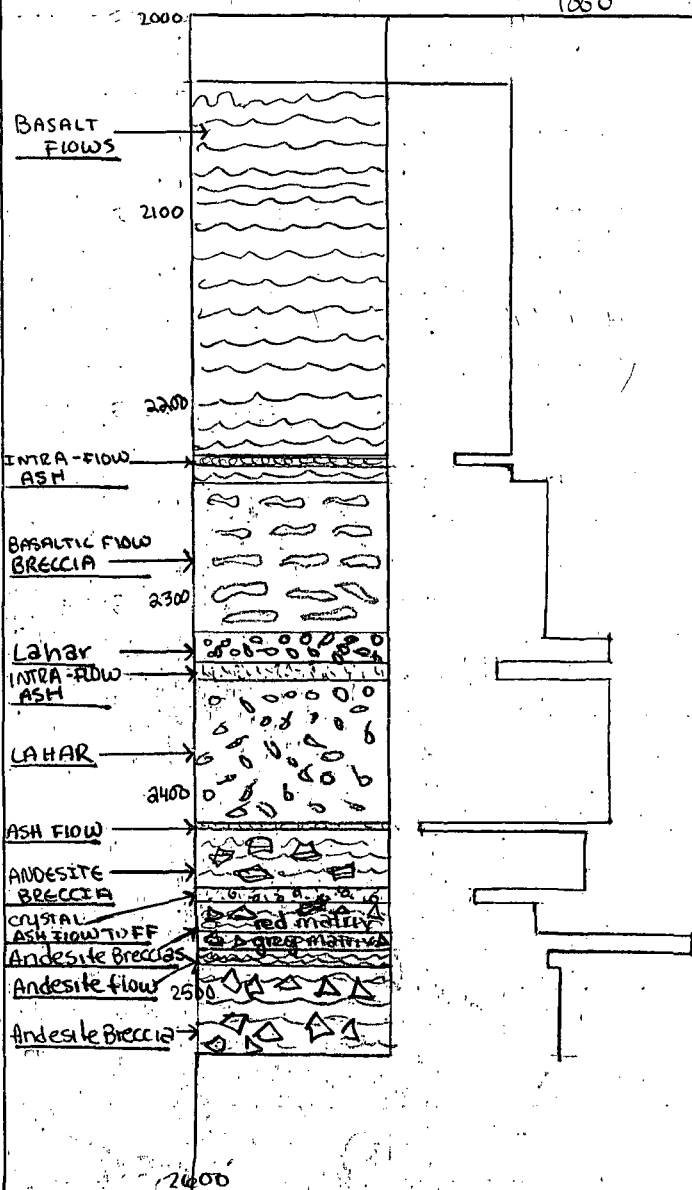 1000
2000
BASALT
FLOWS
2100
2200
INTRA-FLOW
ASH
BASALTIC FLOW
BRECCIA
2300
Lahar
INTRA-FLOW
ASH
LAHAR
2400
ASH FLOW
ANDESITE
BRECCIA
CRYSTAL
ASH FLOW TUFF
red matrix
grey matrix
Andesite Breccias
Andesite flow
2500
Andesite Breccia
2600